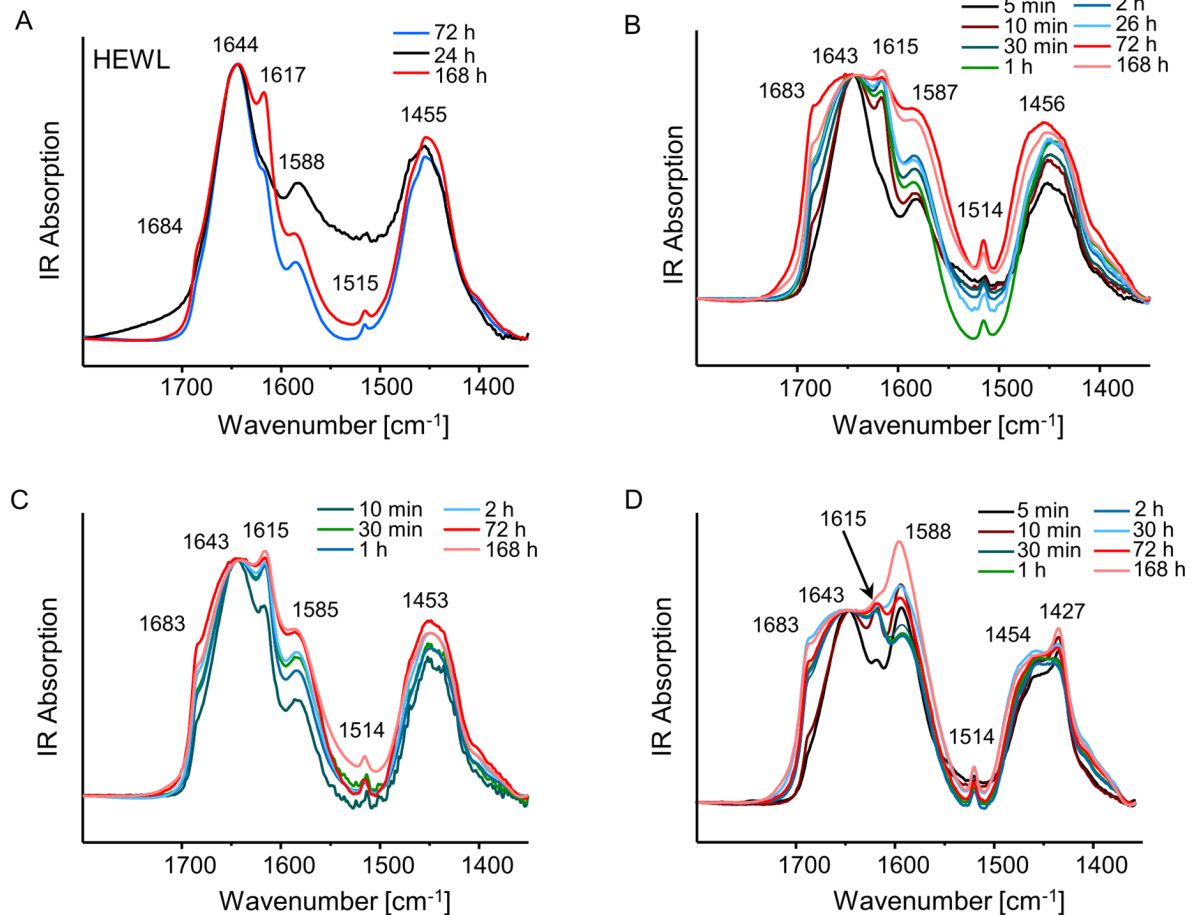 A
HEWL
1644
1617
72 h
24 h
168 h
1455
1588
1684
1515
IR Absorption
1700 1600 1500 1400
Wavenumber [cm-1]
B
5 min 2 h
10 min 26 h
30 min 72 h
1 h 168 h
1643 1615
1683
1587
1456
1514
IR Absorption
1700 1600 1500 1400
Wavenumber [cm-1]
C
10 min 2 h
30 min 72 h
1 h 168 h
1643 1615
1683
1585
1453
1514
IR Absorption
1700 1600 1500 1400
Wavenumber [cm-1]
D
5 min 2 h
10 min 30 h
30 min 72 h
1 h 168 h
1615
1588
1643
1683
1454
1427
1514
IR Absorption
1700 1600 1500 1400
Wavenumber [cm-1]